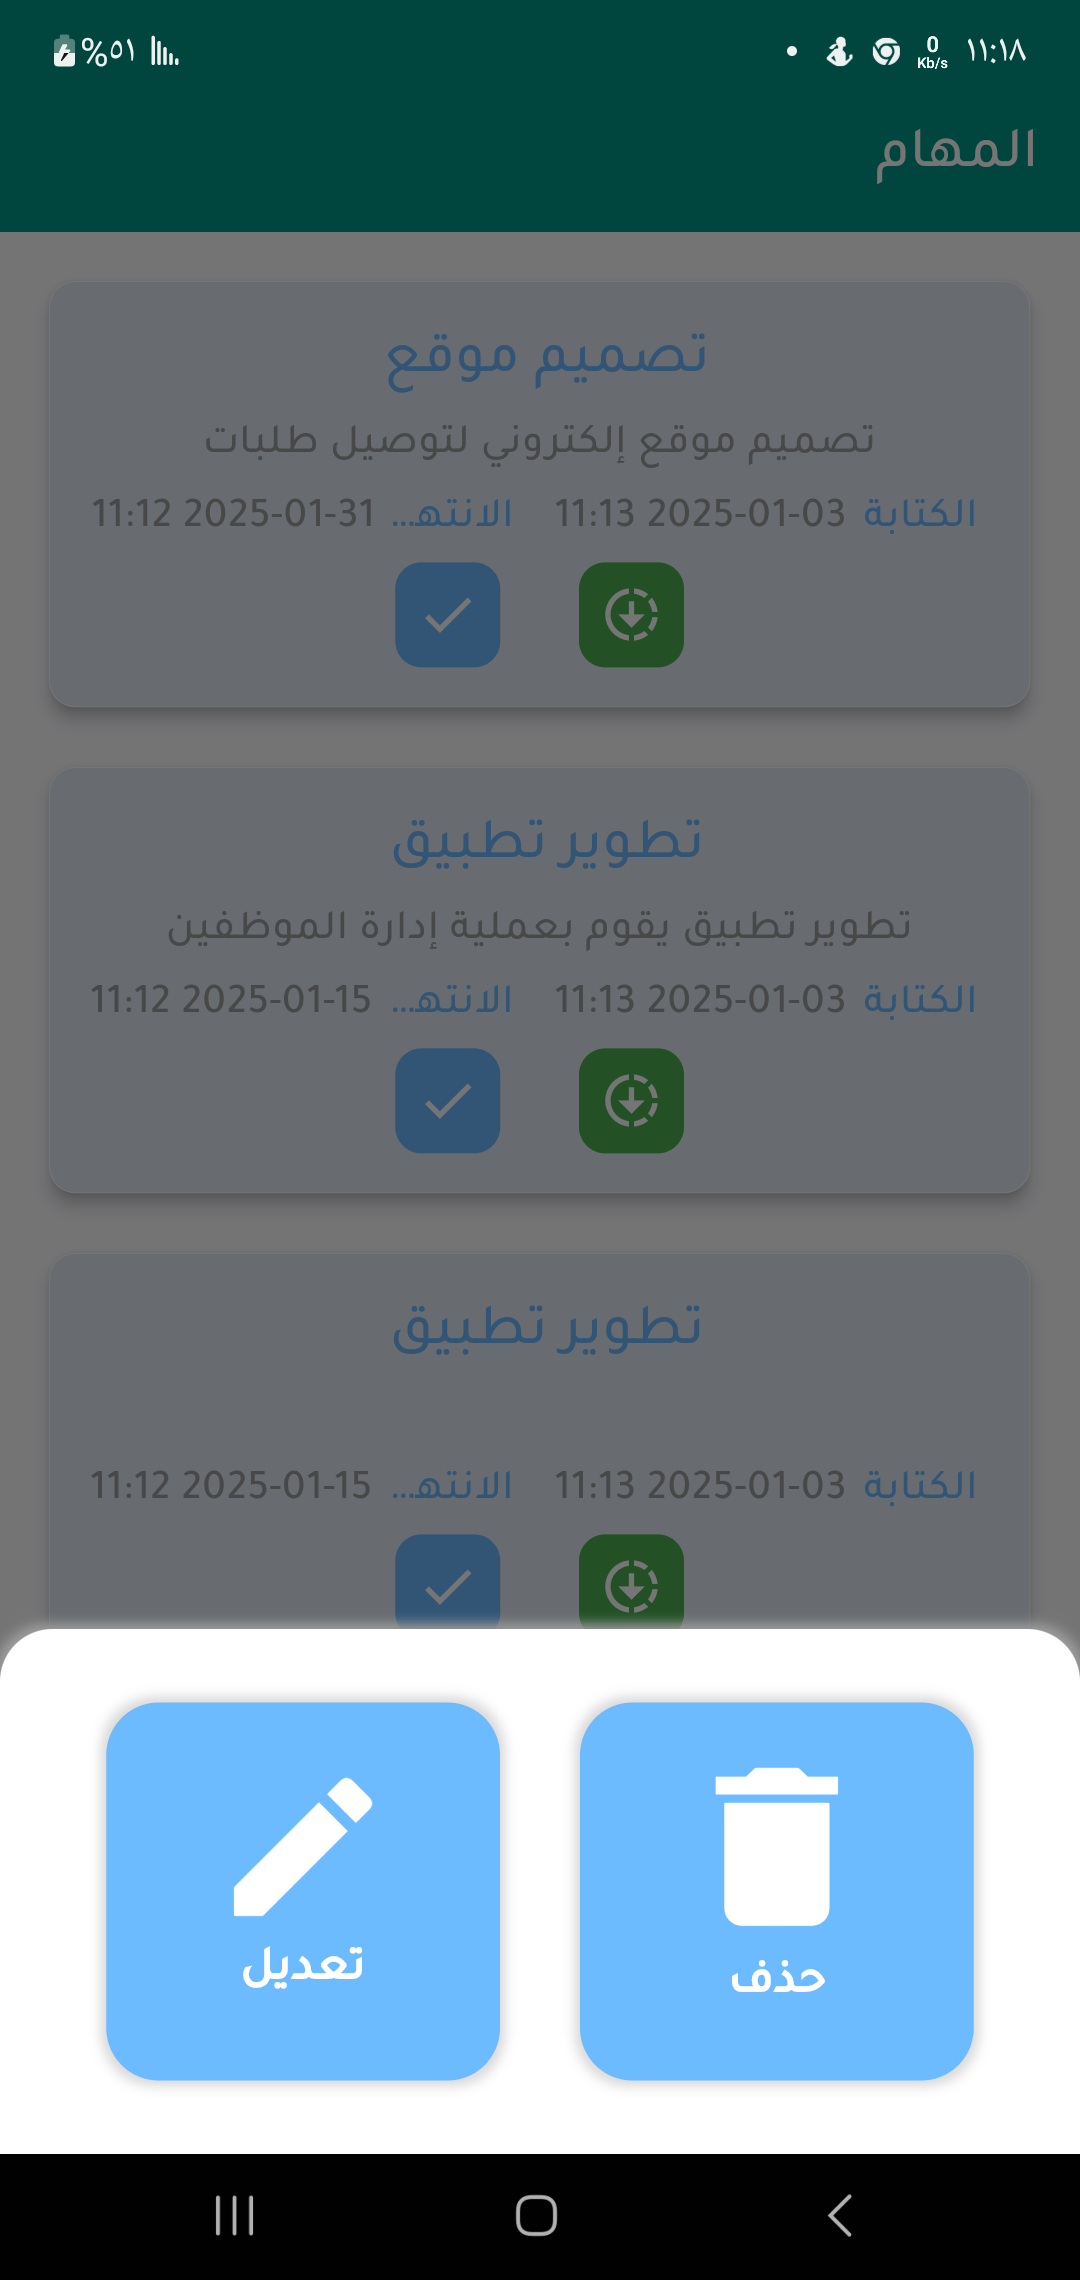 ١١:١٨ 0 Kb/s %٥١
المهام
تصميم موقع
تصميم موقع إلكتروني لتوصيل طلبات
الكتابة 2025-01-03 11:13 الانتهـ... 2025-01-31 11:12
تطوير تطبيق
تطوير تطبيق يقوم بعملية إدارة الموظفين
الكتابة 2025-01-03 11:13 الانتهـ... 2025-01-15 11:12
تطوير تطبيق
الكتابة 2025-01-03 11:13 الانتهـ... 2025-01-15 11:12
حذف
تعديل